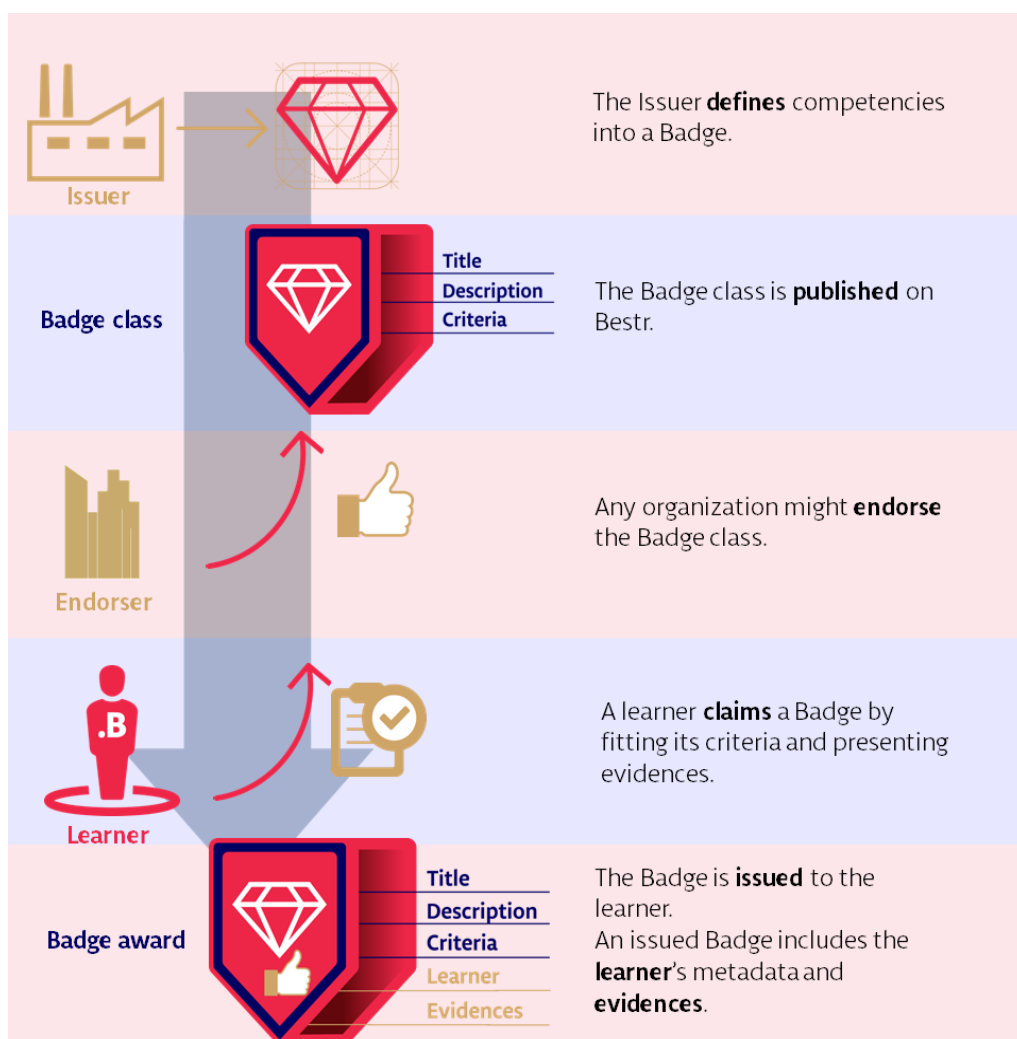 The Issuer defines competencies
into a Badge.
Issuer
Title
Description
Criteria
Badge class
The Badge class is published on
Bestr.
Any organization might endorse
the Badge class.
Endorser
.B
Learner
A learner claims a Badge by
fitting its criteria and presenting
evidences.
Badge award
Title
Description
Criteria
Learner
Evidences
The Badge is issued to the
learner.
An issued Badge includes the
learner's metadata and
evidences.